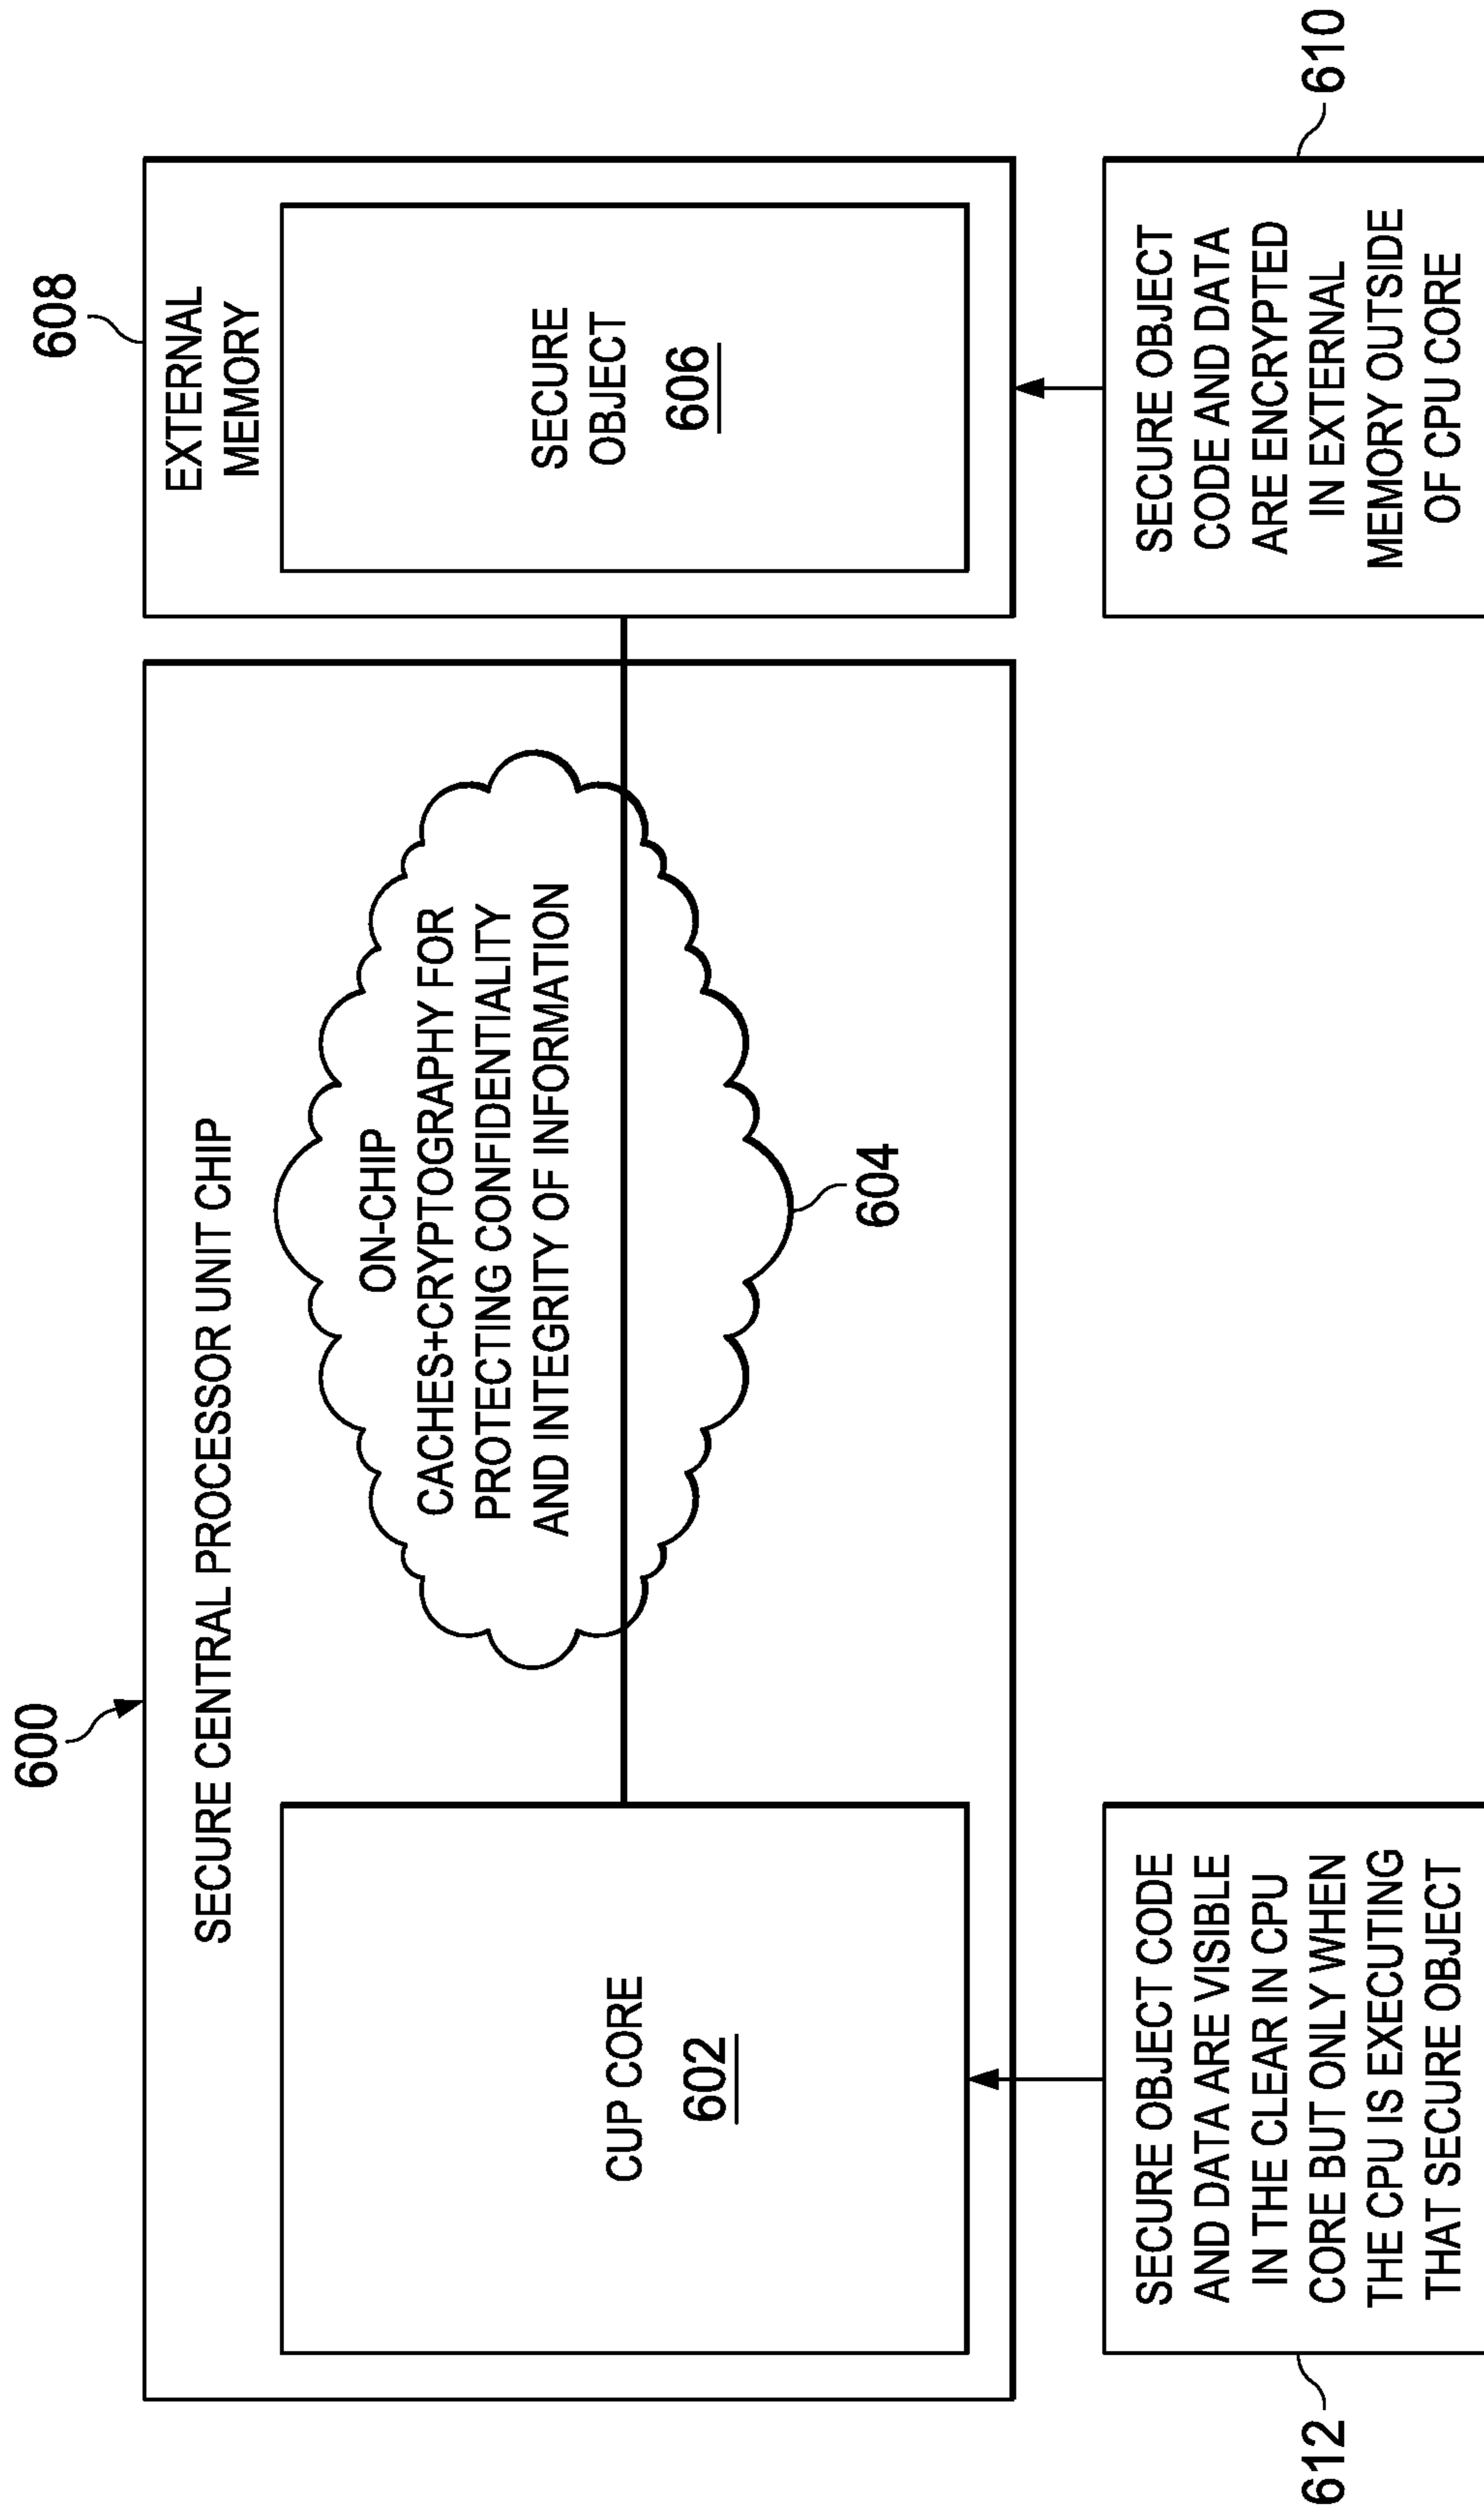 600
608
SECURE CENTRAL PROCESSOR UNIT CHIP
CUP CORE
602
ON-CHIP
CACHES+CRYPTOGRAPHY FOR
PROTECTING CONFIDENTIALITY
AND INTEGRITY OF INFORMATION
604
EXTERNAL
MEMORY
SECURE
OBJECT
606
612
SECURE OBJECT CODE
AND DATA ARE VISIBLE
IN THE CLEAR IN CPU
CORE BUT ONLY WHEN
THE CPU IS EXECUTING
THAT SECURE OBJECT
SECURE OBJECT
CODE AND DATA
ARE ENCRYPTED
IN EXTERNAL
MEMORY OUTSIDE
OF CPU CORE
610